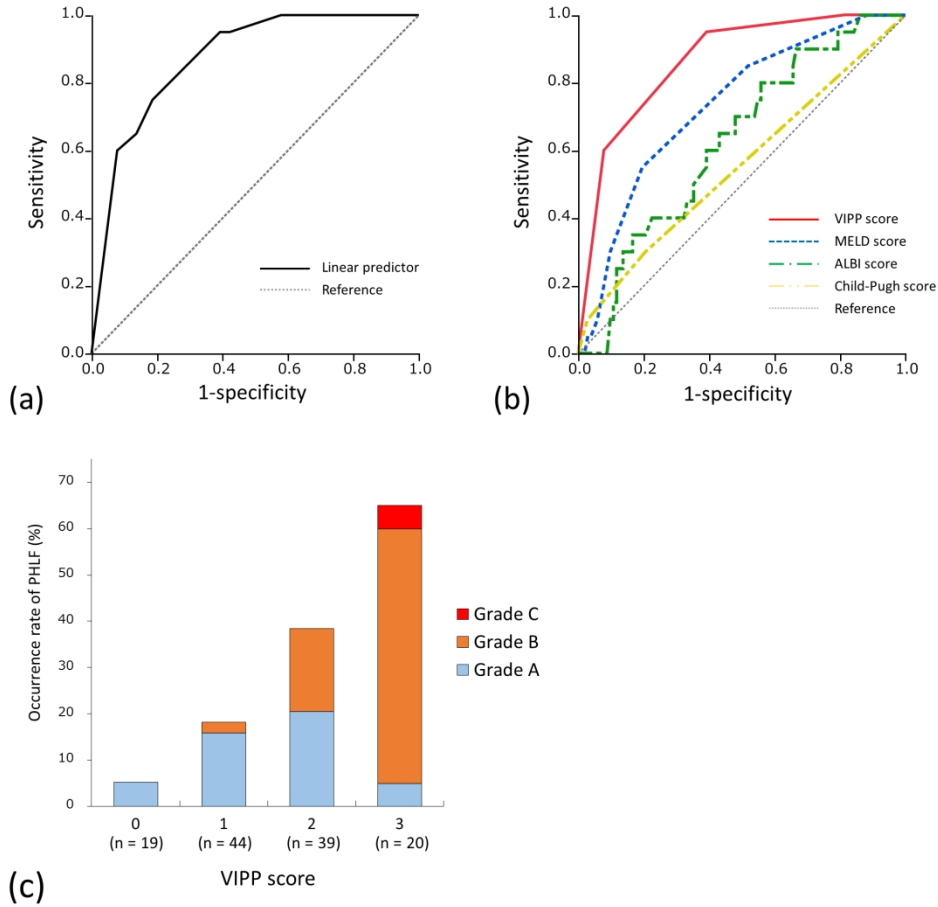 1.0
0.8
0.6
0.4
0.2
0.0
Sensitivity
Linear predictor
Reference
0.0 0.2 0.4 0.6 0.8 1.0
1-specificity
(a)
1.0
0.8
0.6
0.4
0.2
0.0
Sensitivity
VIPP score
MELD score
ALBI score
Child-Pugh score
Reference
0.0 0.2 0.4 0.6 0.8 1.0
1-specificity
(b)
70
60
50
40
30
20
10
0
Occurrence rate of PHLF (%)
Grade C
Grade B
Grade A
0 1 2 3
(n = 19) (n = 44) (n = 39) (n = 20)
VIPP score
(c)